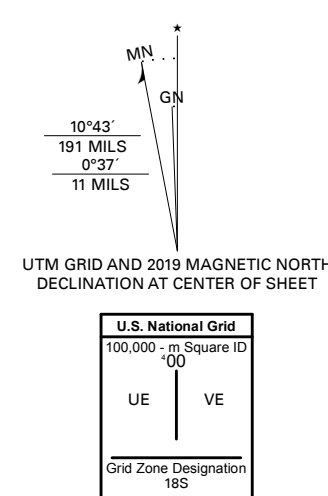 ★
MN
GN
10°43´
191 MILS
0°37´
11 MILS
UTM GRID AND 2019 MAGNETIC NORTH
DECLINATION AT CENTER OF SHEET
U.S. National Grid
100,000 - m Square ID
⁴00
UE VE
Grid Zone Designation
18S